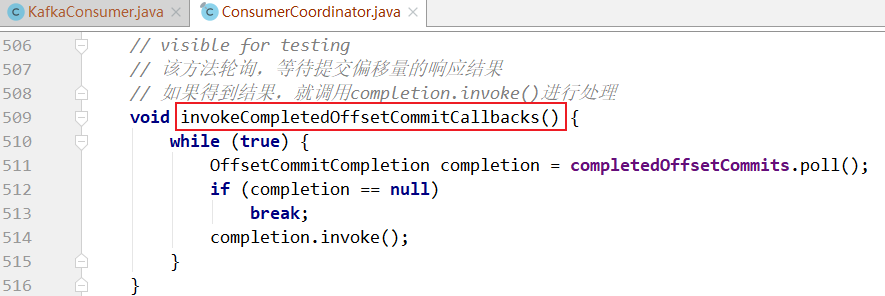 KafkaConsumer.java × ConsumerCoordinator.java ×
506 // visible for testing
507 // 该方法轮询，等待提交偏移量的响应结果
508 // 如果得到结果，就调用completion.invoke()进行处理
509 void invokeCompletedOffsetCommitCallbacks() {
510 while (true) {
511 OffsetCommitCompletion completion = completedOffsetCommits.poll();
512 if (completion == null)
513 break;
514 completion.invoke();
515 }
516 }